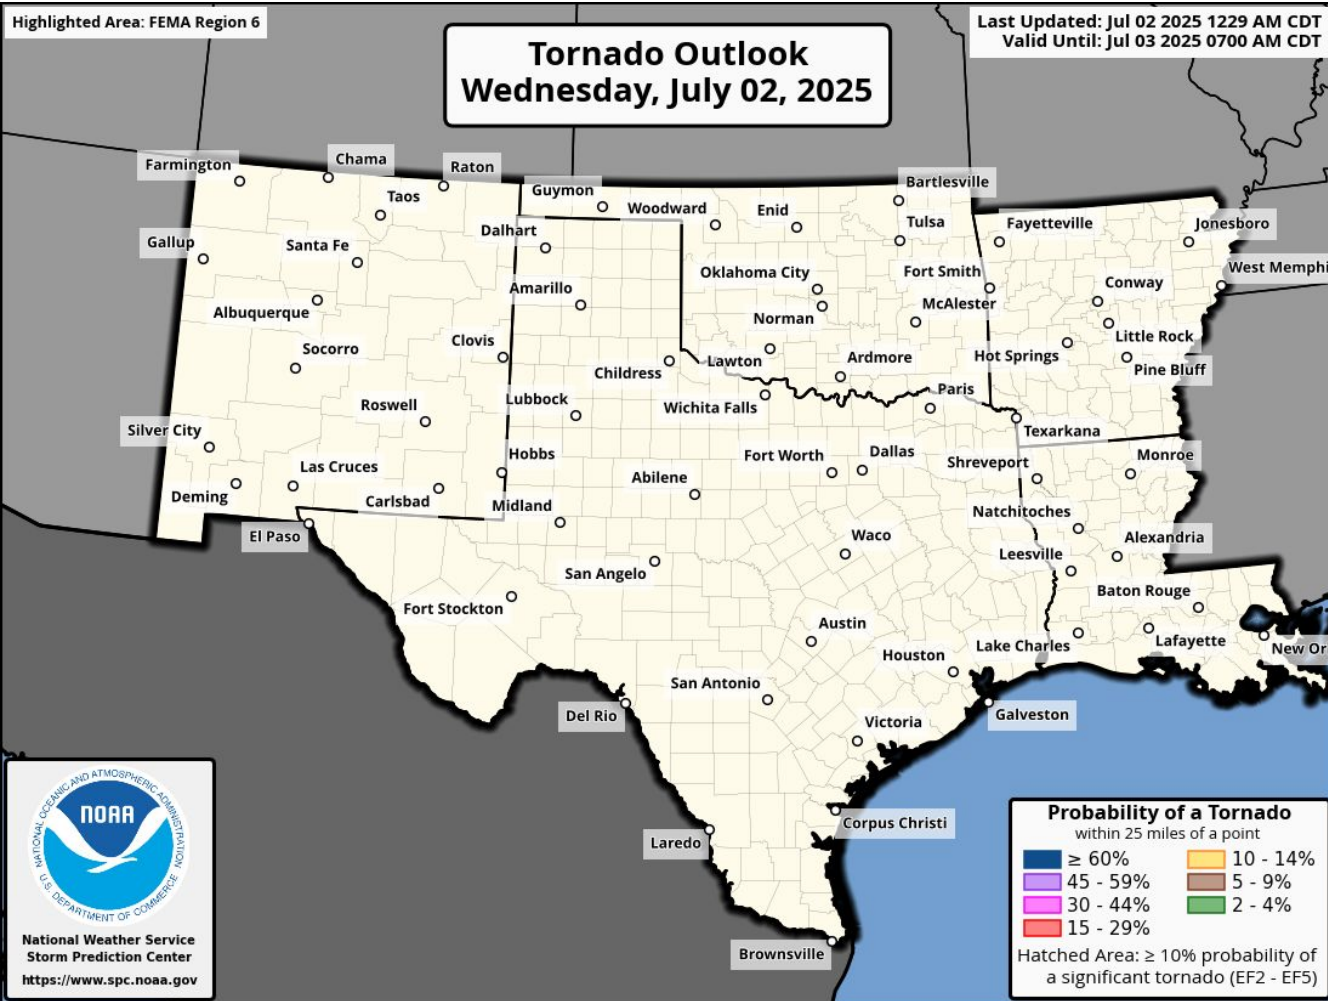 Highlighted Area: FEMA Region 6
Last Updated: Jul 02 2025 1229 AM CDT
Valid Until: Jul 03 2025 0700 AM CDT
Tornado Outlook
Wednesday, July 02, 2025
Farmington
Chama
Raton
Taos
Guymon
Woodward
Enid
Bartlesville
Tulsa
Fayetteville
Jonesboro
Gallup
Santa Fe
Dalhart
Oklahoma City
Fort Smith
West Memphi
Conway
Amarillo
McAlester
Albuquerque
Norman
Little Rock
Socorro
Clovis
Childress
Lawton
Ardmore
Hot Springs
Pine Bluff
Roswell
Lubbock
Wichita Falls
Paris
Texarkana
Silver City
Las Cruces
Hobbs
Abilene
Fort Worth
Dallas
Shreveport
Monroe
Deming
Carlsbad
Midland
Natchitoches
El Paso
Waco
Alexandria
Leesville
San Angelo
Fort Stockton
Baton Rouge
Austin
Lake Charles
Lafayette
New Or
Houston
San Antonio
Del Rio
Victoria
Galveston
Corpus Christi
Laredo
Brownsville
NATIONAL OCEANIC AND ATMOSPHERIC ADMINISTRATION
NOAA
U.S. DEPARTMENT OF COMMERCE
National Weather Service
Storm Prediction Center
https://www.spc.noaa.gov
Probability of a Tornado
within 25 miles of a point
≥ 60%
45 - 59%
30 - 44%
15 - 29%
10 - 14%
5 - 9%
2 - 4%
Hatched Area: ≥ 10% probability of
a significant tornado (EF2 - EF5)